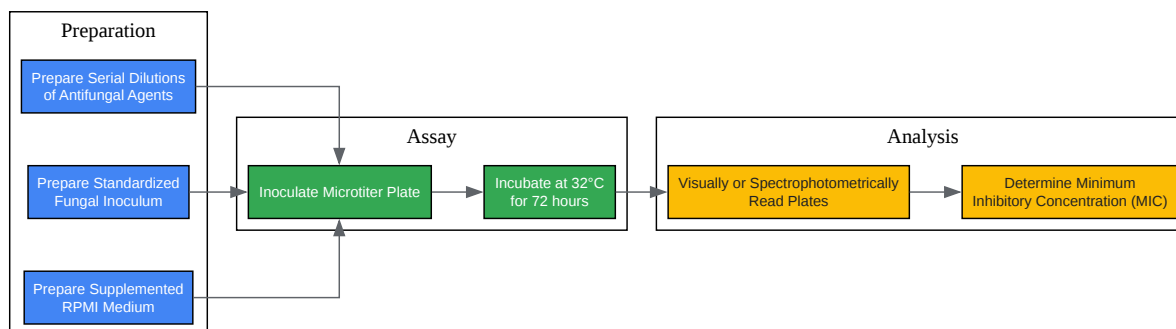 Preparation
Prepare Serial Dilutions
of Antifungal Agents
Prepare Standardized
Fungal Inoculum
Prepare Supplemented
RPMI Medium
Assay
Inoculate Microtiter Plate
Incubate at 32°C
for 72 hours
Analysis
Visually or Spectrophotometrically
Read Plates
Determine Minimum
Inhibitory Concentration (MIC)